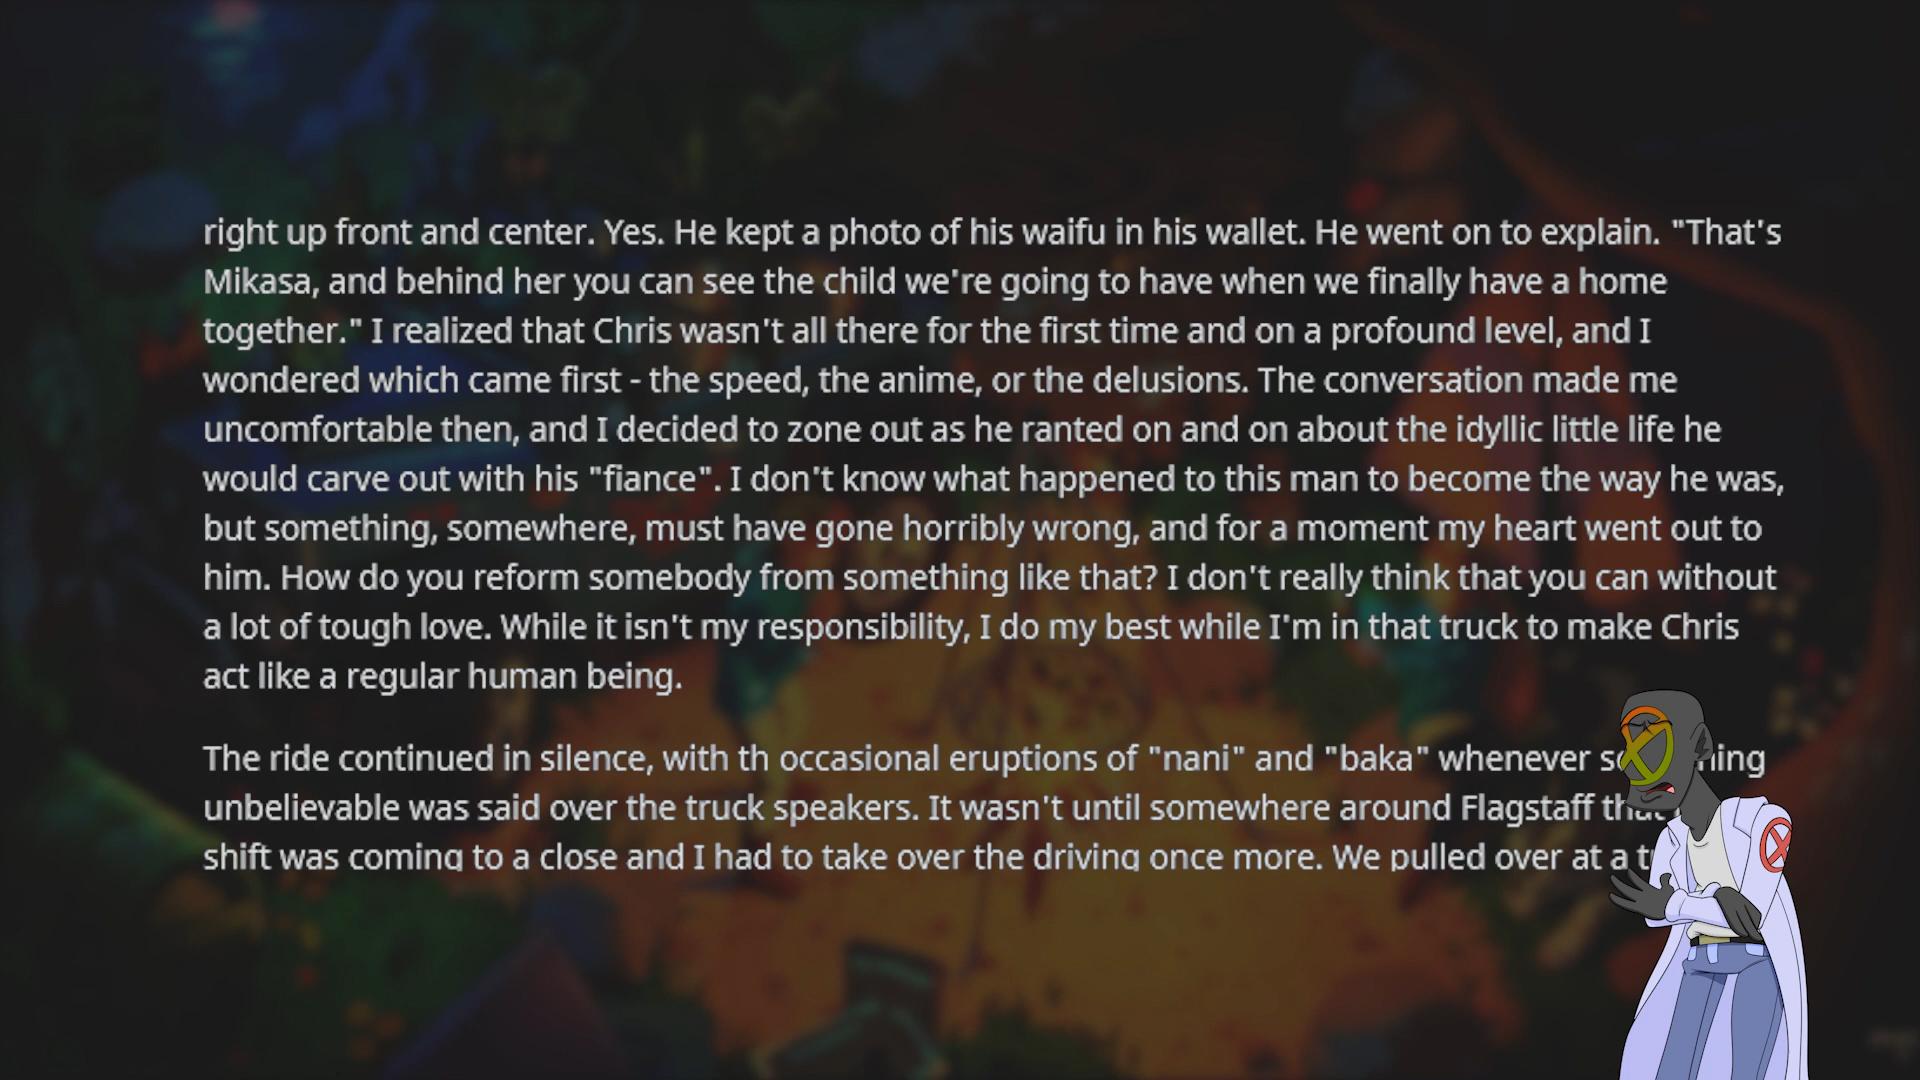 right up front and center. Yes. He kept a photo of his waifu in his wallet. He went on to explain. "That's
Mikasa, and behind her you can see the child we're going to have when we finally have a home
together." I realized that Chris wasn't all there for the first time and on a profound level, and I
wondered which came first - the speed, the anime, or the delusions. The conversation made me
uncomfortable then, and I decided to zone out as he ranted on and on about the idyllic little life he
would carve out with his "fiance". I don't know what happened to this man to become the way he was,
but something, somewhere, must have gone horribly wrong, and for a moment my heart went out to
him. How do you reform somebody from something like that? I don't really think that you can without
a lot of tough love. While it isn't my responsibility, I do my best while I'm in that truck to make Chris
act like a regular human being.
The ride continued in silence, with th occasional eruptions of "nani" and "baka" whenever
unbelievable was said over the truck speakers. It wasn't until somewhere around Flagstaff
shift was coming to a close and I had to take over the driving once more. We pulled over at a